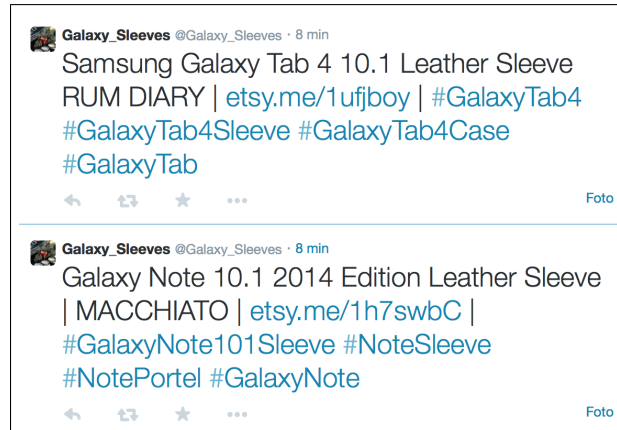 Galaxy_Sleeves @Galaxy_Sleeves · 8 min
Samsung Galaxy Tab 4 10.1 Leather Sleeve
RUM DIARY | etsy.me/1ufjboy | #GalaxyTab4
#GalaxyTab4Sleeve #GalaxyTab4Case
#GalaxyTab
Foto
Galaxy_Sleeves @Galaxy_Sleeves · 8 min
Galaxy Note 10.1 2014 Edition Leather Sleeve
| MACCHIATO | etsy.me/1h7swbC |
#GalaxyNote101Sleeve #NoteSleeve
#NotePortel #GalaxyNote
Foto